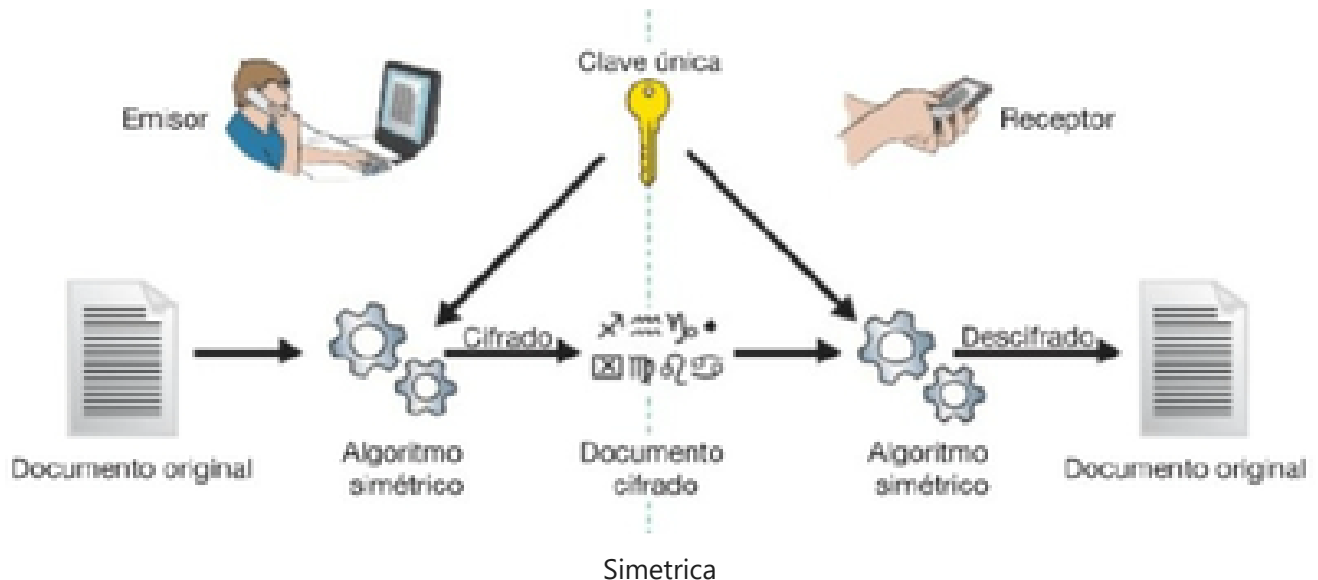 Clave única
Emisor
Receptor
Cifrado
Descifrado
Documento original
Algoritmo
simétrico
Documento
cifrado
Algoritmo
simétrico
Documento original
Simetrica